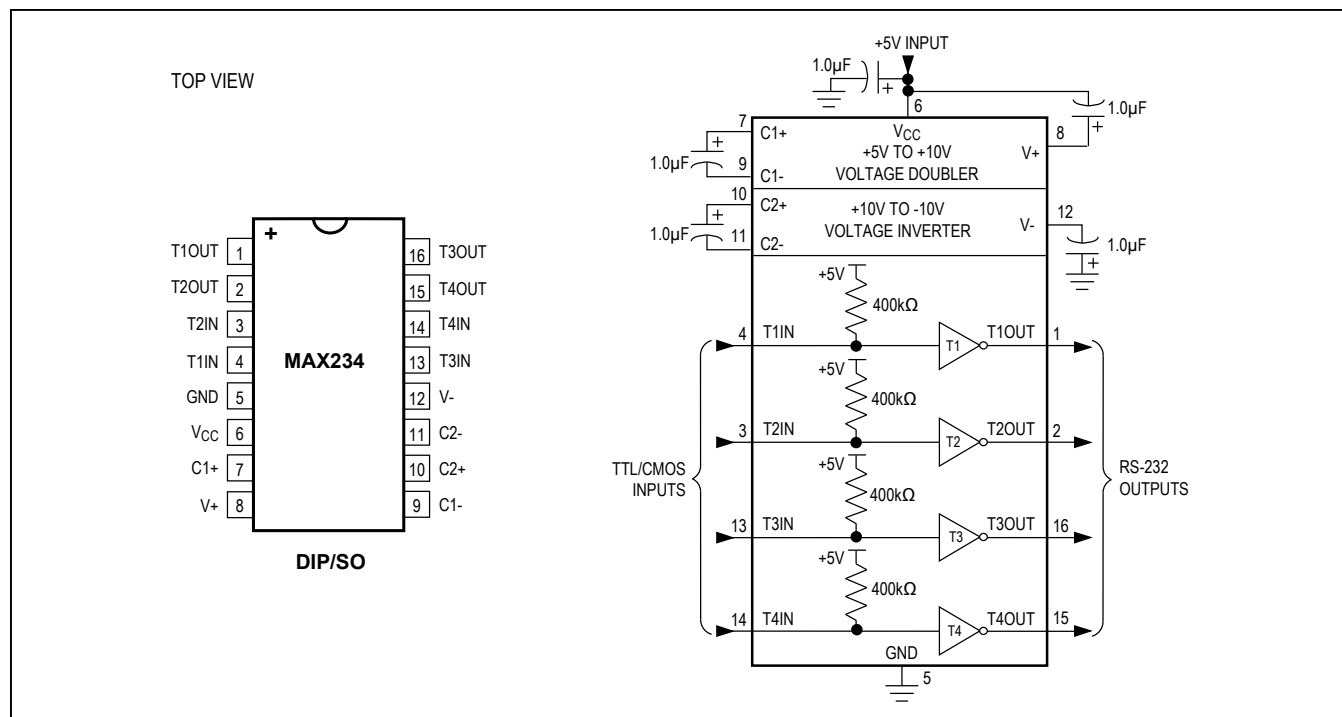 TOP VIEW
+
T1OUT 1
T2OUT 2
T2IN 3
T1IN 4
GND 5
VCC 6
C1+ 7
V+ 8
MAX234
16 T3OUT
15 T4OUT
14 T4IN
13 T3IN
12 V-
11 C2-
10 C2+
9 C1-
DIP/SO
+5V INPUT
1.0µF
+
6
1.0µF
+
7 C1+
+
1.0µF
9 C1-
VCC
+5V TO +10V
VOLTAGE DOUBLER
8
V+
10 C2+
+
1.0µF
11 C2-
+10V TO -10V
VOLTAGE INVERTER
12
V-
1.0µF
+
+5V
400kΩ
4 T1IN T1 T1OUT 1
+5V
400kΩ
3 T2IN T2 T2OUT 2
+5V
400kΩ
13 T3IN T3 T3OUT 16
+5V
400kΩ
14 T4IN T4 T4OUT 15
TTL/CMOS
INPUTS
RS-232
OUTPUTS
GND
5